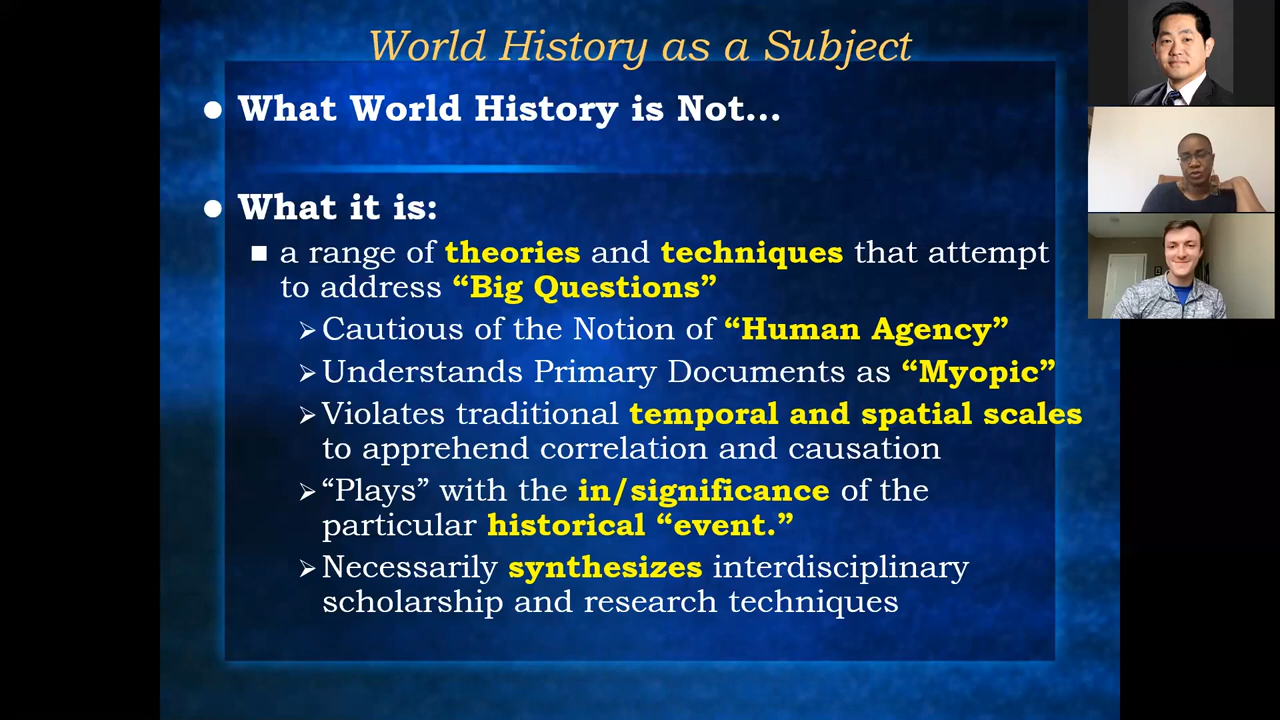 World History as a Subject
● What World History is Not...
● What it is:
■ a range of theories and techniques that attempt
to address “Big Questions”
➢ Cautious of the Notion of “Human Agency”
➢ Understands Primary Documents as “Myopic”
➢ Violates traditional temporal and spatial scales
to apprehend correlation and causation
➢ “Plays” with the in/significance of the
particular historical “event.”
➢ Necessarily synthesizes interdisciplinary
scholarship and research techniques